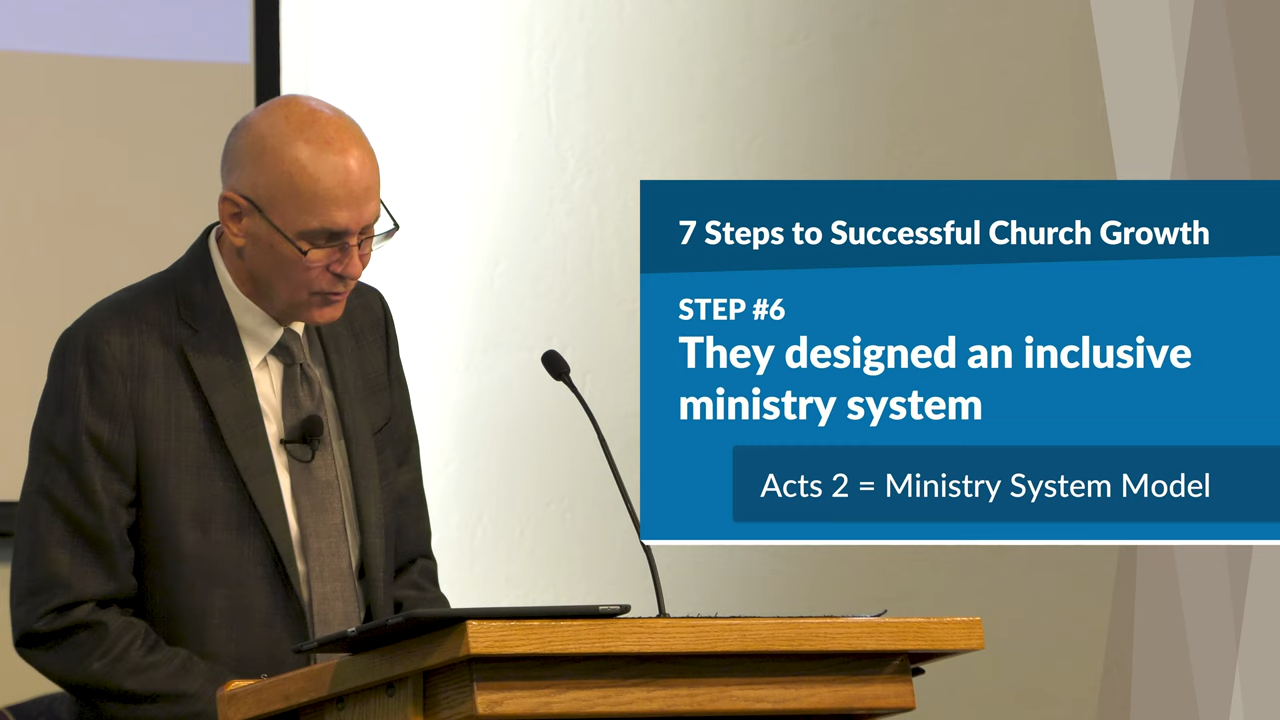 7 Steps to Successful Church Growth
STEP #6
They designed an inclusive
ministry system
Acts 2 = Ministry System Model